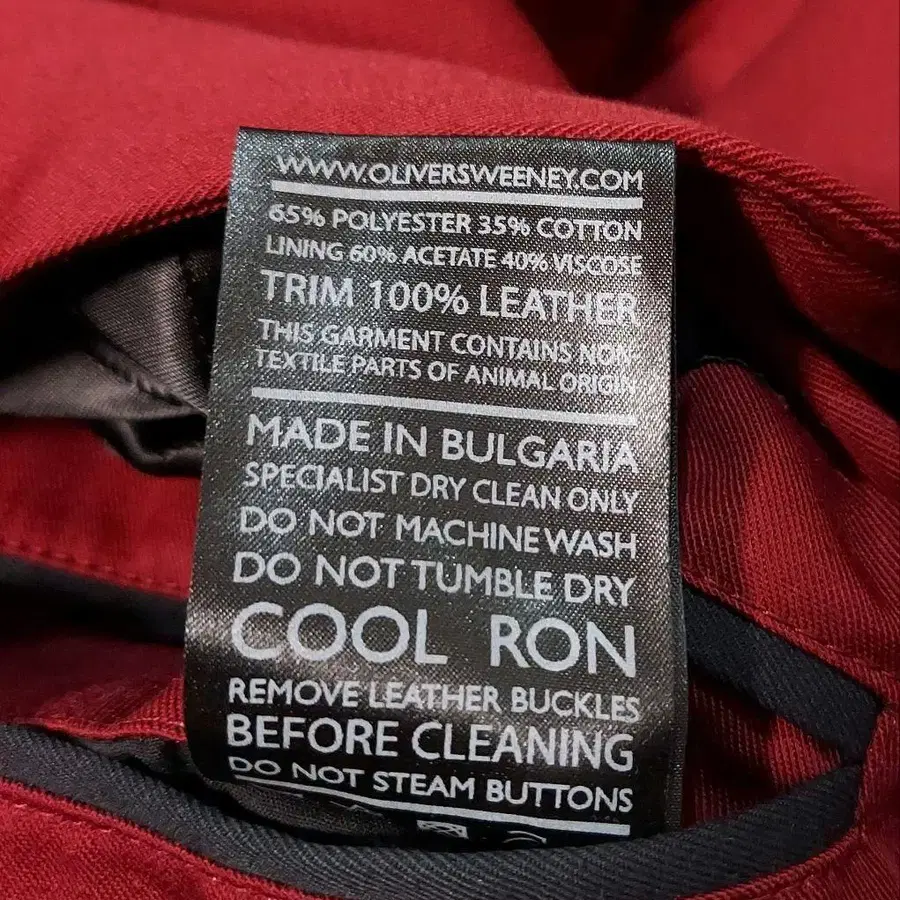 WWW.OLIVERSWEENEY.COM
65% POLYESTER 35% COTTON
LINING 60% ACETATE 40% VISCOSE
TRIM 100% LEATHER
THIS GARMENT CONTAINS NON-
TEXTILE PARTS OF ANIMAL ORIGIN
MADE IN BULGARIA
SPECIALIST DRY CLEAN ONLY
DO NOT MACHINE WASH
DO NOT TUMBLE DRY
COOL RON
REMOVE LEATHER BUCKLES
BEFORE CLEANING
DO NOT STEAM BUTTONS